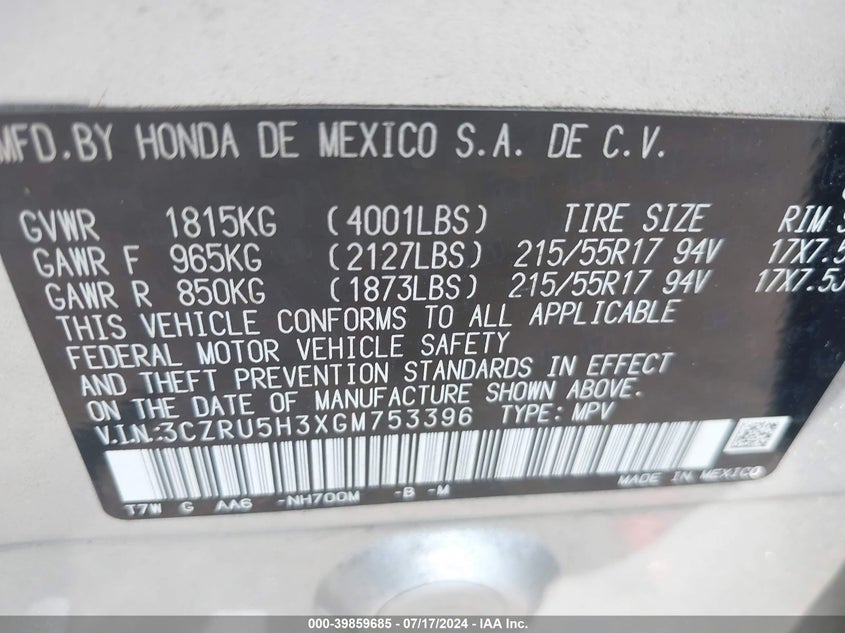 MFD.BY HONDA DE MEXICO S.A. DE C.V.
GVWR 1815KG (4001LBS) TIRE SIZE RIM
GAWR F 965KG (2127LBS) 215/55R17 94V 17X7.5
GAWR R 850KG (1873LBS) 215/55R17 94V 17X7.5J
THIS VEHICLE CONFORMS TO ALL APPLICABLE
FEDERAL MOTOR VEHICLE SAFETY
AND THEFT PREVENTION STANDARDS IN EFFECT
ON THE DATE OF MANUFACTURE SHOWN ABOVE.
V.I.N.:3CZRU5H3XGM753396 TYPE: MPV
MADE IN MEXICO
T7W G AA6 -NH700M -B -M
000-39859685 - 07/17/2024 - IAA Inc.